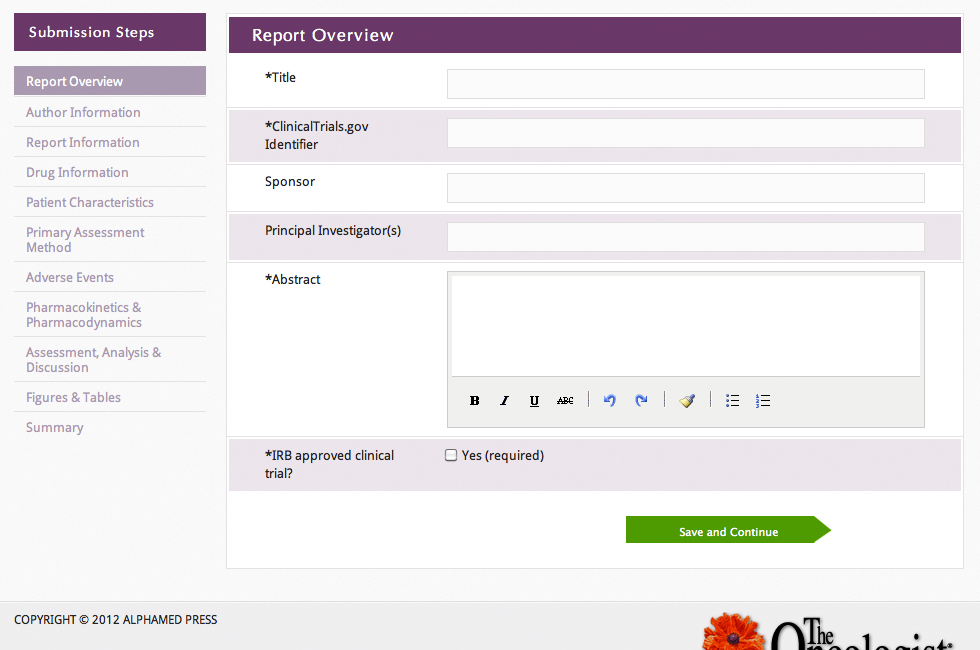 Submission Steps
Report Overview
Author Information
Report Information
Drug Information
Patient Characteristics
Primary Assessment
Method
Adverse Events
Pharmacokinetics &
Pharmacodynamics
Assessment, Analysis &
Discussion
Figures & Tables
Summary
Report Overview
*Title
*ClinicalTrials.gov
Identifier
Sponsor
Principal Investigator(s)
*Abstract
B I U ABC
*IRB approved clinical
trial?
Yes (required)
Save and Continue
COPYRIGHT © 2012 ALPHAMED PRESS
The
Oncologist